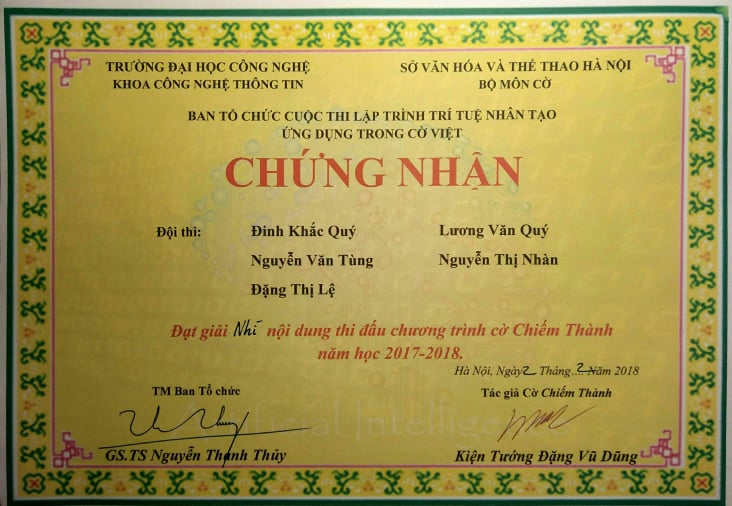 TRƯỜNG ĐẠI HỌC CÔNG NGHỆ
KHOA CÔNG NGHỆ THÔNG TIN
SỞ VĂN HÓA VÀ THỂ THAO HÀ NỘI
BỘ MÔN CỜ
BAN TỔ CHỨC CUỘC THI LẬP TRÌNH TRÍ TUỆ NHÂN TẠO
ỨNG DỤNG TRONG CỜ VIỆT
CHỨNG NHẬN
Đội thi: Đinh Khắc Quý Lương Văn Quý
Nguyễn Văn Tùng Nguyễn Thị Nhàn
Đặng Thị Lệ
Đạt giải Nhì nội dung thi đấu chương trình cờ Chiếm Thành
năm học 2017-2018.
Hà Nội, Ngày 2 Tháng... 2 Năm 2018
TM Ban Tổ chức
Tác giả Cờ Chiếm Thành
GS.TS Nguyễn Thanh Thủy
Kiện Tướng Đặng Vũ Dũng